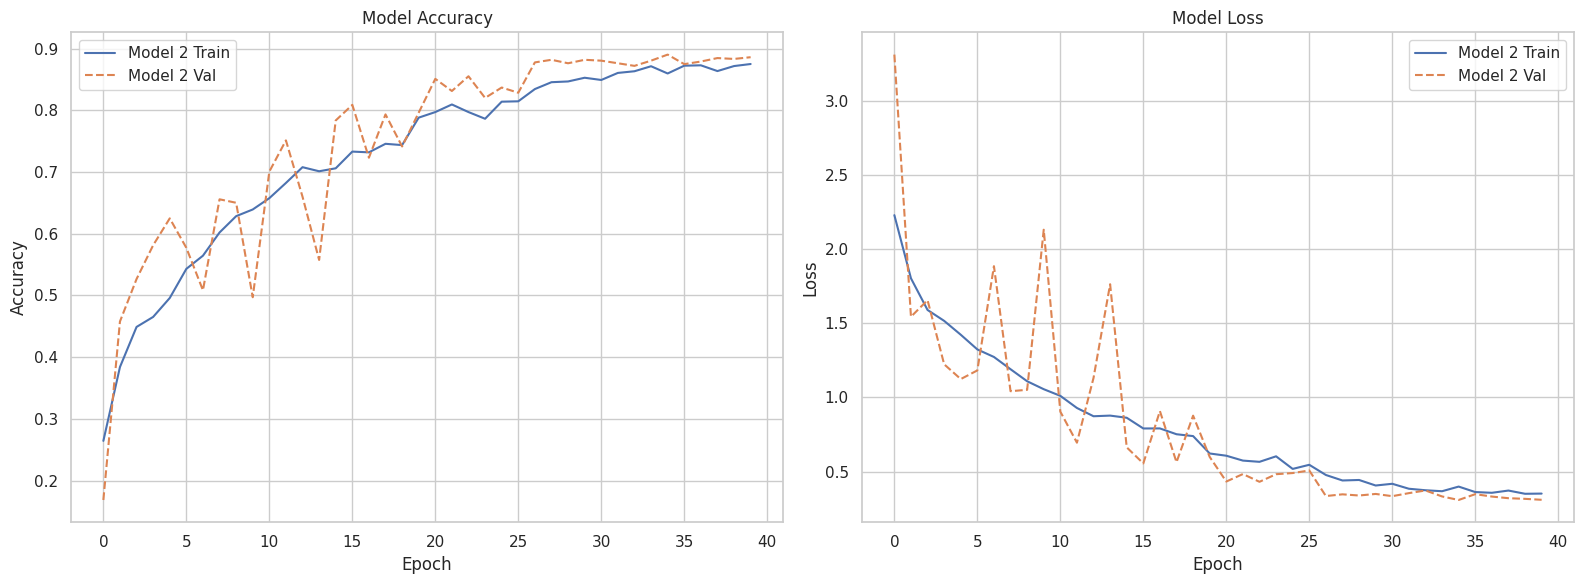 Model Accuracy
Model 2 Train
Model 2 Val
Accuracy
0.9
0.8
0.7
0.6
0.5
0.4
0.3
0.2
0 5 10 15 20 25 30 35 40
Epoch
Model Loss
Model 2 Train
Model 2 Val
Loss
3.0
2.5
2.0
1.5
1.0
0.5
0 5 10 15 20 25 30 35 40
Epoch